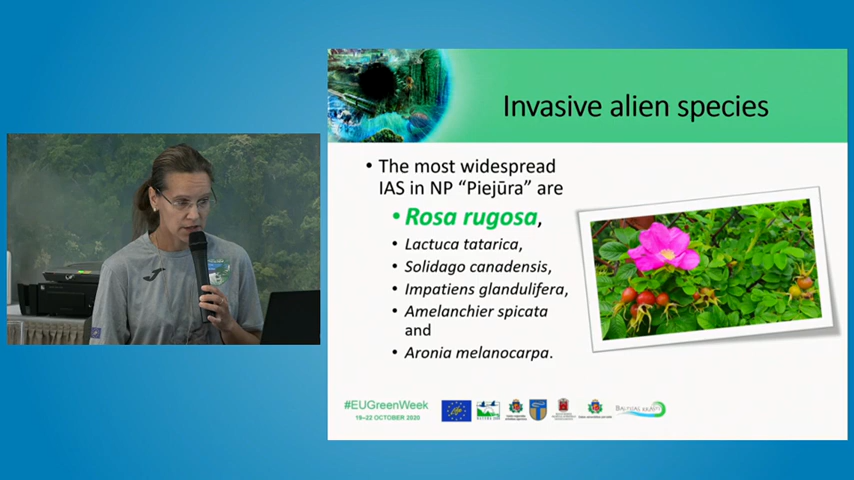 Invasive alien species
• The most widespread
IAS in NP “Piejūra” are
• Rosa rugosa,
• Lactuca tatarica,
• Solidago canadensis,
• Impatiens glandulifera,
• Amelanchier spicata
and
• Aronia melanocarpa.
#EUGreenWeek
19–22 OCTOBER 2020